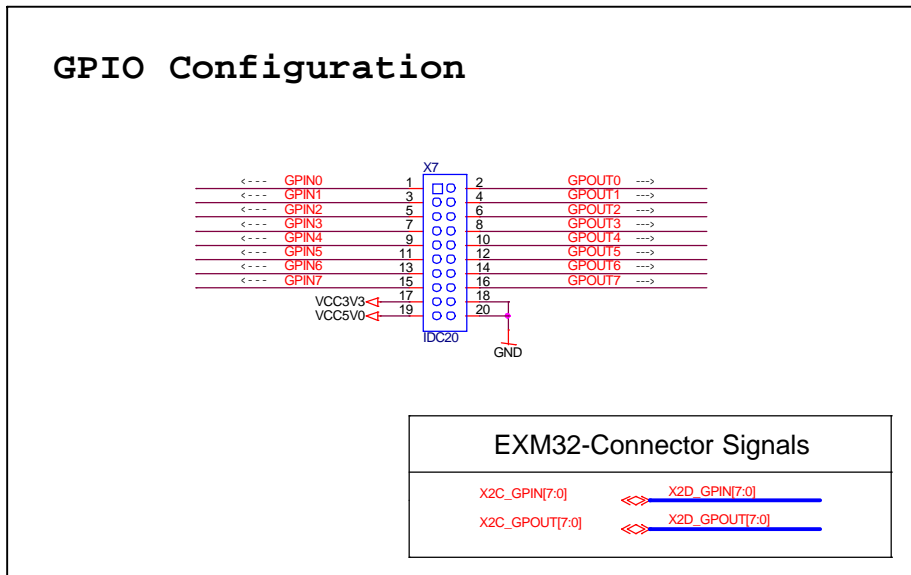 GPIO Configuration
X7
<--- GPIN0 1 2 GPOUT0 --->
<--- GPIN1 3 4 GPOUT1 --->
<--- GPIN2 5 6 GPOUT2 --->
<--- GPIN3 7 8 GPOUT3 --->
<--- GPIN4 9 10 GPOUT4 --->
<--- GPIN5 11 12 GPOUT5 --->
<--- GPIN6 13 14 GPOUT6 --->
<--- GPIN7 15 16 GPOUT7 --->
VCC3V3 17 18
VCC5V0 19 20
IDC20
GND
EXM32-Connector Signals
X2C_GPIN[7:0] X2D_GPIN[7:0]
X2C_GPOUT[7:0] X2D_GPOUT[7:0]